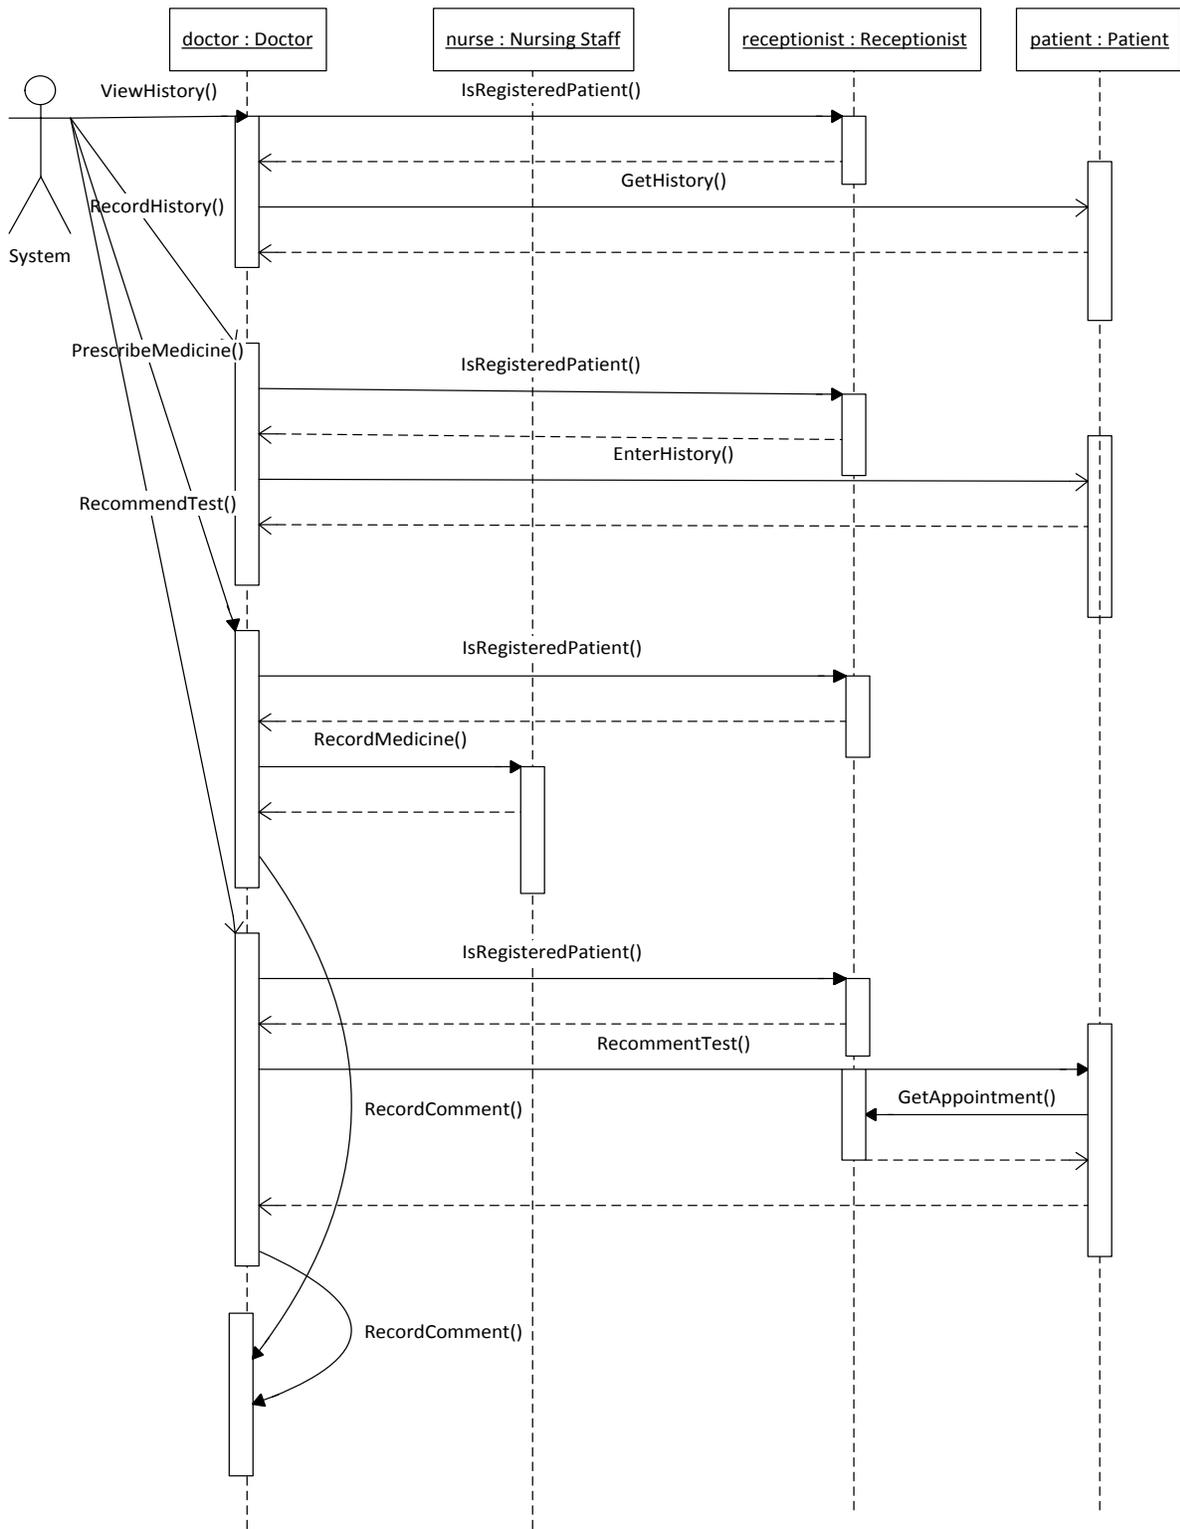 doctor : Doctor
nurse : Nursing Staff
receptionist : Receptionist
patient : Patient
ViewHistory()
IsRegisteredPatient()
GetHistory()
RecordHistory()
System
PrescribeMedicine()
IsRegisteredPatient()
EnterHistory()
RecommendTest()
IsRegisteredPatient()
RecordMedicine()
IsRegisteredPatient()
RecommentTest()
GetAppointment()
RecordComment()
RecordComment()